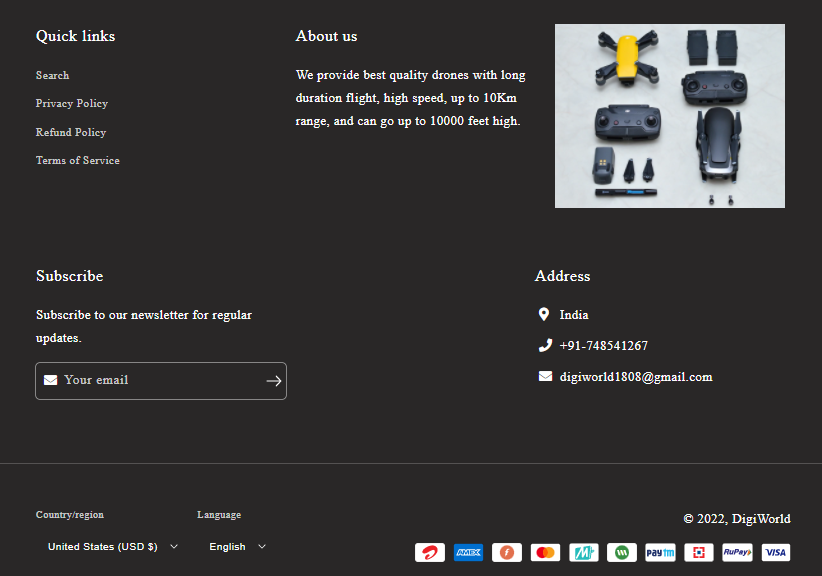 Quick links
Search
Privacy Policy
Refund Policy
Terms of Service
About us
We provide best quality drones with long
duration flight, high speed, up to 10Km
range, and can go up to 10000 feet high.
Subscribe
Subscribe to our newsletter for regular
updates.
Your email
Address
India
+91-748541267
digiworld1808@gmail.com
Country/region
United States (USD $)
Language
English
© 2022, DigiWorld
AMEX
paytm
RuPay
VISA